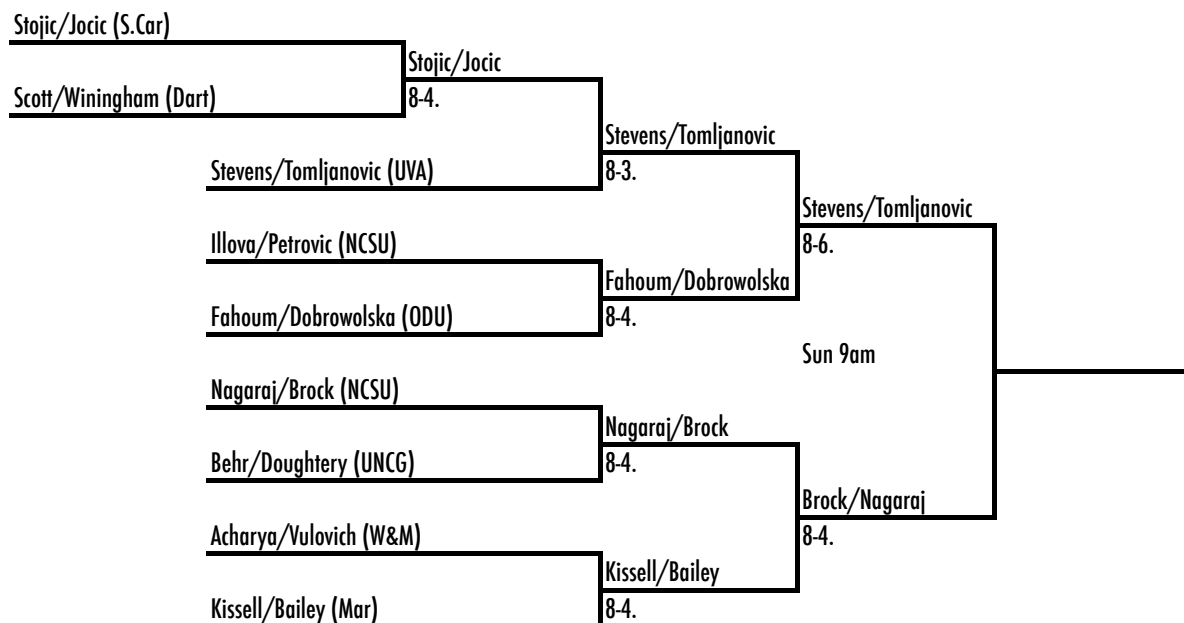 Stojic/Jocic (S.Car)
Stojic/Jocic
Scott/Winingham (Dart)
8-4.
Stevens/Tomljanovic
Stevens/Tomljanovic (UVA)
8-3.
Stevens/Tomljanovic
Illova/Petrovic (NCSU)
8-6.
Fahoum/Dobrowolska
Fahoum/Dobrowolska (ODU)
8-4.
Sun 9am
Nagaraj/Brock (NCSU)
Nagaraj/Brock
Behr/Doughtery (UNCG)
8-4.
Brock/Nagaraj
Acharya/Vulovich (W&M)
8-4.
Kissell/Bailey
Kissell/Bailey (Mar)
8-4.